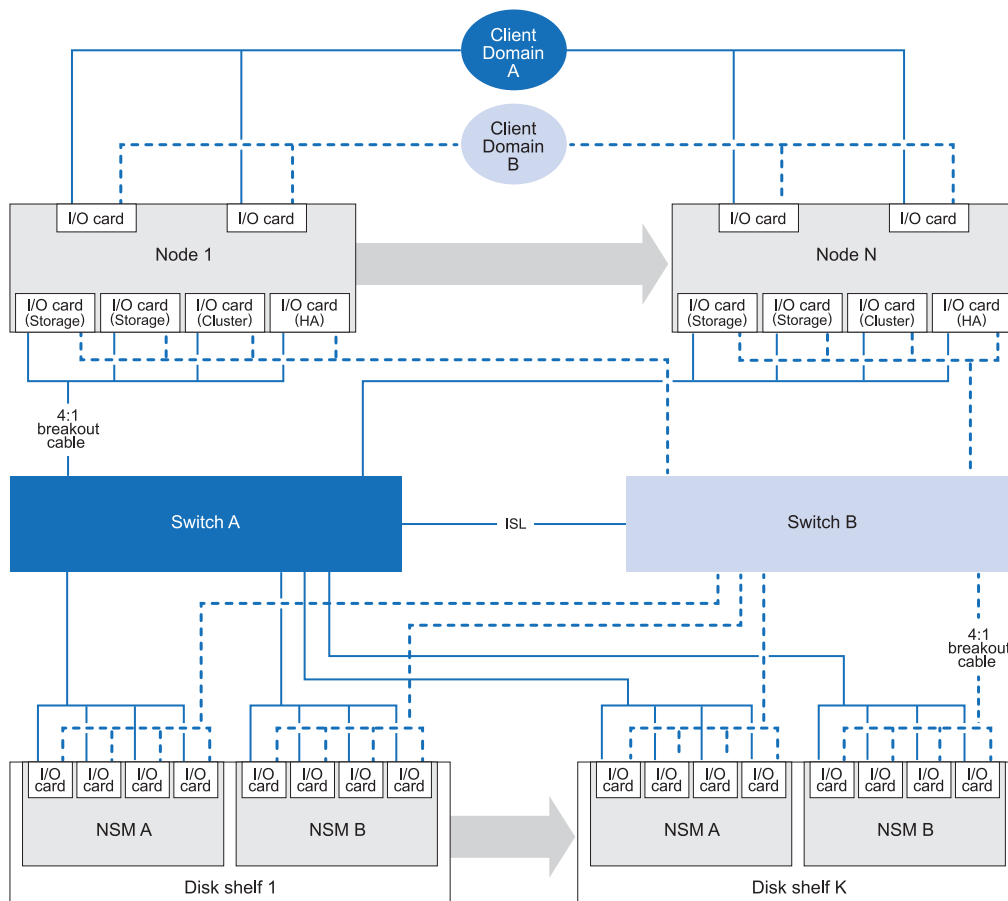 Client
Domain
A
Client
Domain
B
I/O card
I/O card
I/O card
I/O card
Node 1
Node N
I/O card
(Storage)
I/O card
(Storage)
I/O card
(Cluster)
I/O card
(HA)
I/O card
(Storage)
I/O card
(Storage)
I/O card
(Cluster)
I/O card
(HA)
4:1
breakout
cable
Switch A
ISL
Switch B
4:1
breakout
cable
I/O
card
I/O
card
I/O
card
I/O
card
I/O
card
I/O
card
I/O
card
I/O
card
I/O
card
I/O
card
I/O
card
I/O
card
I/O
card
I/O
card
I/O
card
I/O
card
NSM A
NSM B
NSM A
NSM B
Disk shelf 1
Disk shelf K